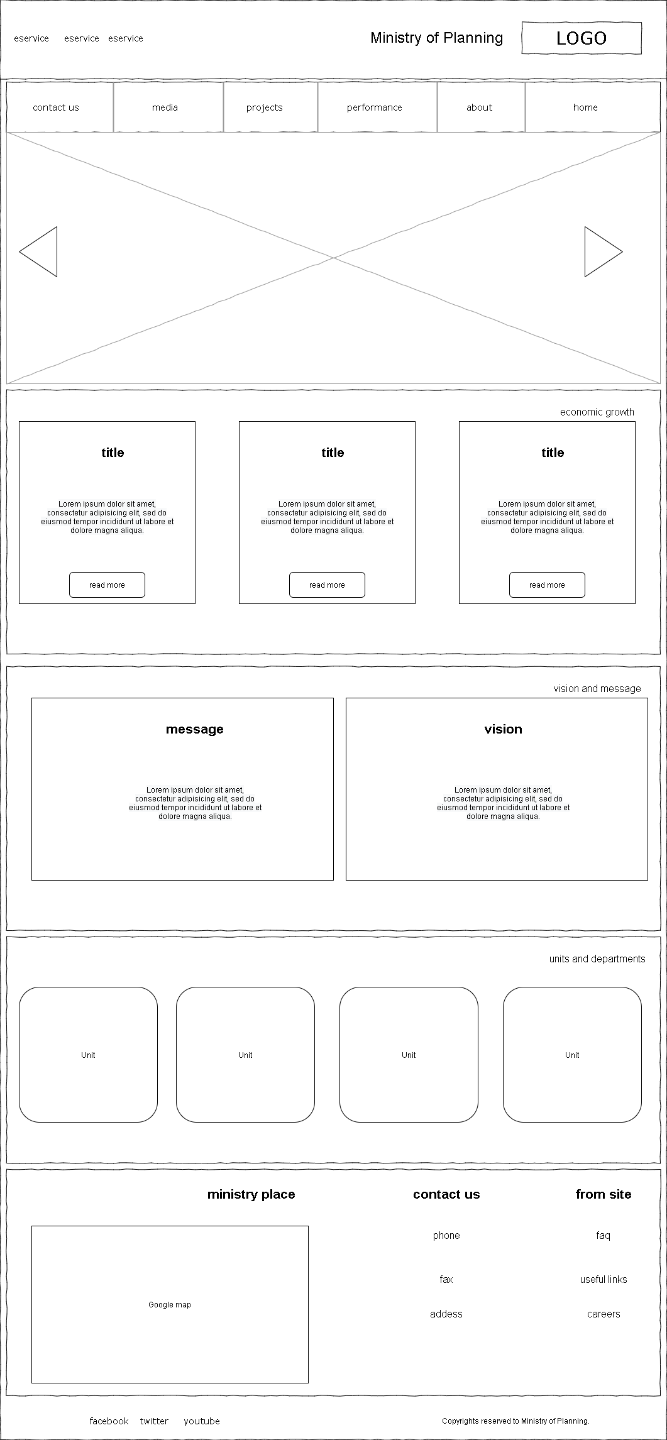 eservice eservice eservice
Ministry of Planning
LOGO
contact us
media
projects
performance
about
home
economic growth
title
Lorem ipsum dolor sit amet,
consectetur adipisicing elit, sed do
eiusmod tempor incididunt ut labore et
dolore magna aliqua.
read more
title
Lorem ipsum dolor sit amet,
consectetur adipisicing elit, sed do
eiusmod tempor incididunt ut labore et
dolore magna aliqua.
read more
title
Lorem ipsum dolor sit amet,
consectetur adipisicing elit, sed do
eiusmod tempor incididunt ut labore et
dolore magna aliqua.
read more
vision and message
message
Lorem ipsum dolor sit amet,
consectetur adipisicing elit, sed do
eiusmod tempor incididunt ut labore et
dolore magna aliqua.
vision
Lorem ipsum dolor sit amet,
consectetur adipisicing elit, sed do
eiusmod tempor incididunt ut labore et
dolore magna aliqua.
units and departments
Unit
Unit
Unit
Unit
ministry place
Google map
contact us
phone
fax
addess
from site
faq
useful links
careers
facebook twitter youtube
Copyrights reserved to Ministry of Planning.